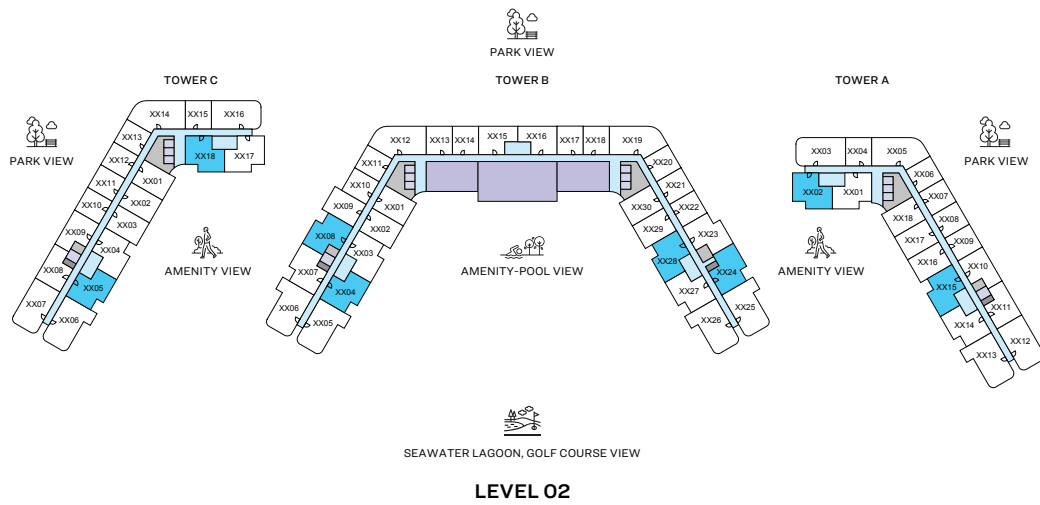 PARK VIEW
TOWER C
TOWER B
TOWER A
PARK VIEW
PARK VIEW
XX14
XX15
XX16
XX13
XX12
XX11
XX10
XX09
XX08
XX07
XX18
XX17
XX01
XX02
XX03
XX04
XX05
XX06
XX12
XX13
XX14
XX15
XX16
XX17
XX18
XX19
XX11
XX10
XX09
XX08
XX07
XX06
XX01
XX02
XX03
XX04
XX05
XX20
XX21
XX22
XX23
XX24
XX25
XX30
XX29
XX28
XX27
XX26
XX03
XX04
XX05
XX02
XX01
XX06
XX07
XX08
XX09
XX10
XX11
XX12
XX18
XX17
XX16
XX15
XX14
XX13
AMENITY VIEW
AMENITY-POOL VIEW
AMENITY VIEW
SEAWATER LAGOON, GOLF COURSE VIEW
LEVEL 02